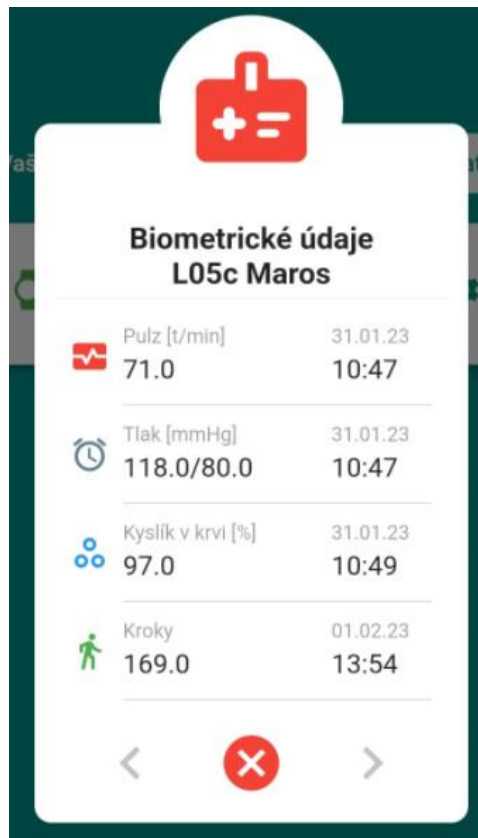 Biometrické údaje
L05c Maros
Pulz [t/min] 31.01.23
71.0 10:47
Tlak [mmHg] 31.01.23
118.0/80.0 10:47
Kyslík v krvi [%] 31.01.23
97.0 10:49
Kroky 01.02.23
169.0 13:54